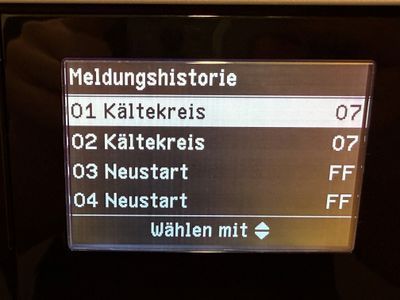 Meldungshistorie
01 Kältekreis 07
02 Kältekreis 07
03 Neustart FF
04 Neustart FF
Wählen mit